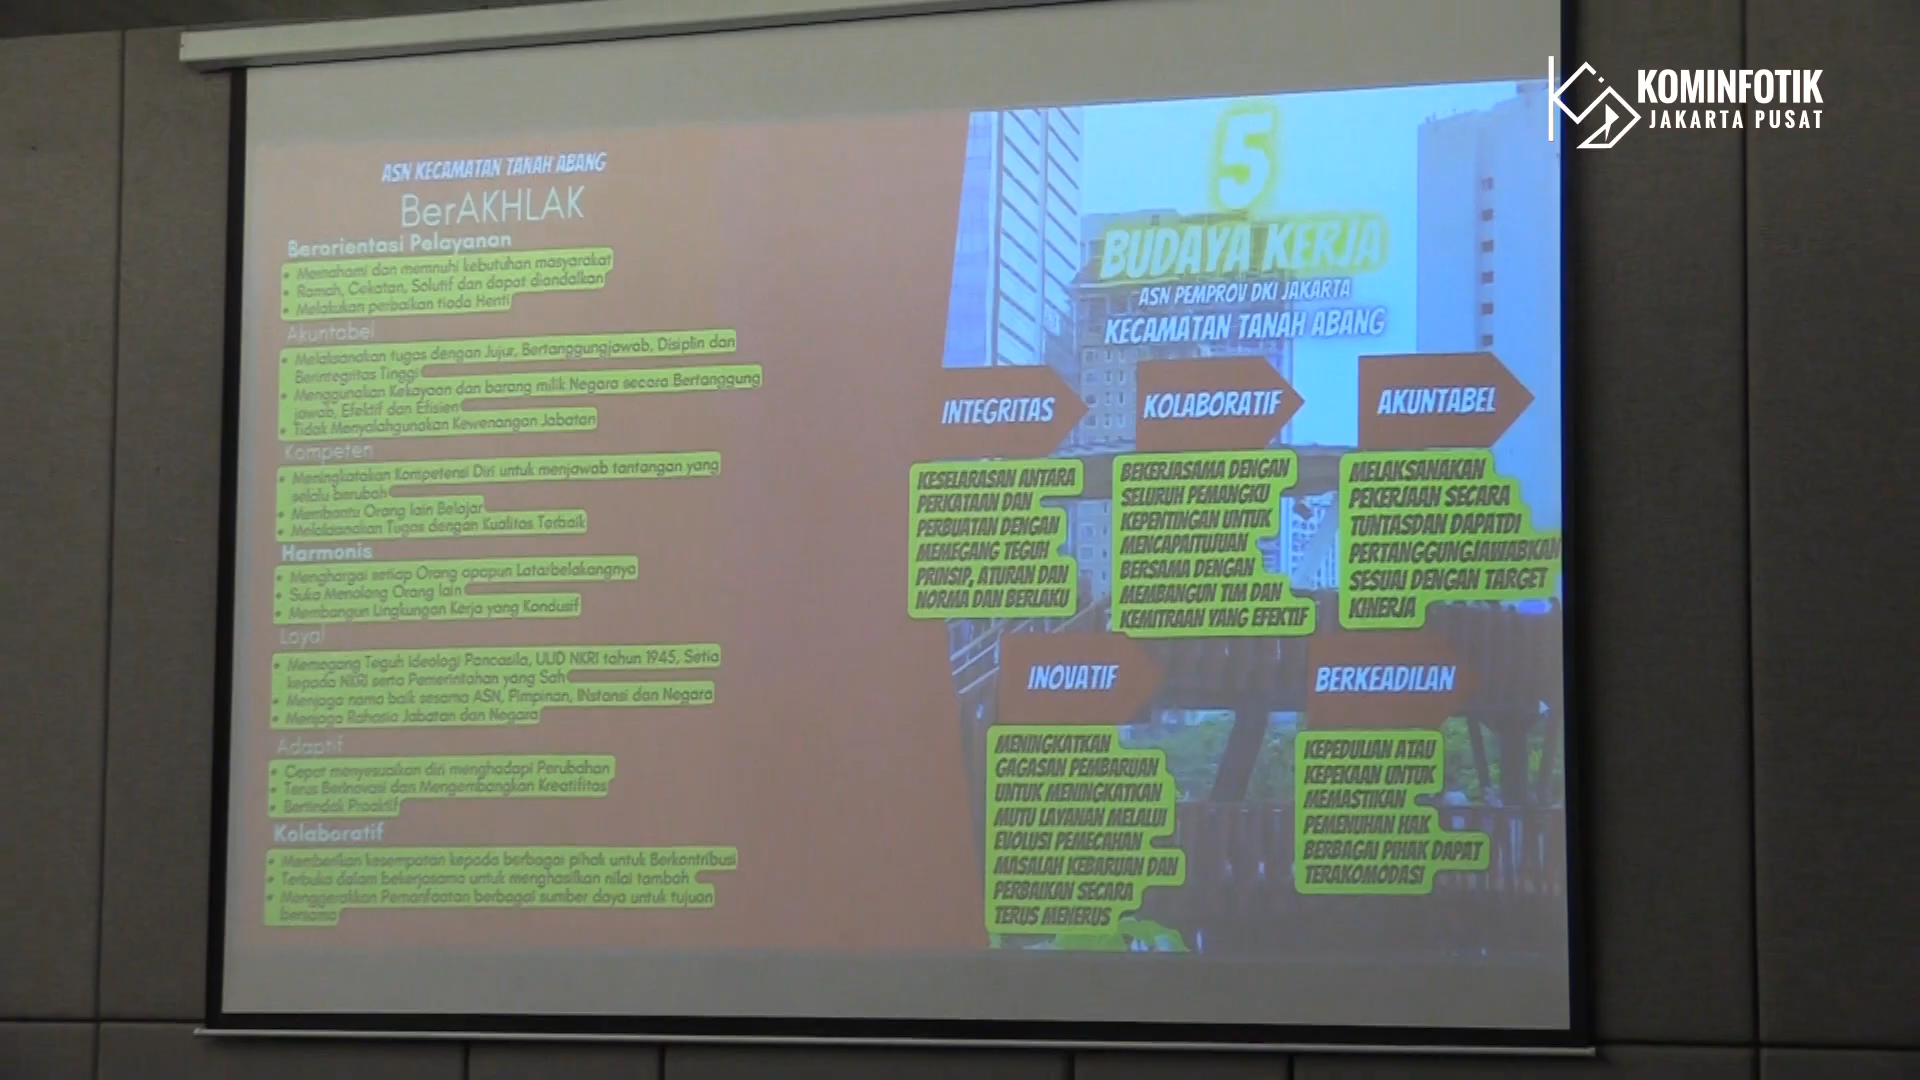 KOMINFOTIK
JAKARTA PUSAT
ASN KECAMATAN TANAH ABANG
BerAKHLAK
Berorientasi Pelayanan
• Memahami dan memnuhi kebutuhan masyarakat
• Ramah, Cekatan, Solutif dan dapat diandalkan
• Melakukan perbaikan tiada Henti
Akuntabel
• Melaksanakan tugas dengan Jujur, Bertanggungjawab, Disiplin dan
Berintegritas Tinggi
• Menggunakan Kekayaan dan barang milik Negara secara Bertanggung
jawab, Efektif dan Efisien
• Tidak Menyalahgunakan Kewenangan Jabatan
Kompeten
• Meningkatakan Kompetensi Diri untuk menjawab tantangan yang
selalu berubah
• Membantu Orang lain Belajar
• Melaksanakan Tugas dengan Kualitas Terbaik
Harmonis
• Menghargai setiap Orang apapun Latarbelakangnya
• Suka Menolong Orang lain
• Membangun Lingkungan Kerja yang Kondusif
Loyal
• Memegang Teguh Ideologi Pancasila, UUD NKRI tahun 1945, Setia
kepada NKRI serta Pemerintahan yang Sah
• Menjaga nama baik sesama ASN, Pimpinan, INstansi dan Negara
• Menjaga Rahasia Jabatan dan Negara
Adaptif
• Cepat menyesuaikan diri menghadapi Perubahan
• Terus Berinovasi dan Mengembangkan Kreatifitas
• Bertindak Proaktif
Kolaboratif
• Memberikan kesempatan kepada berbagai pihak untuk Berkontribusi
• Terbuka dalam bekerjasama untuk menghasilkan nilai tambah
• Menggerakkan Pemanfaatan berbagai sumber daya untuk tujuan
bersama
5
BUDAYA KERJA
ASN PEMPROV DKI JAKARTA
KECAMATAN TANAH ABANG
INTEGRITAS
KESELARASAN ANTARA
PERKATAAN DAN
PERBUATAN DENGAN
MEMEGANG TEGUH
PRINSIP, ATURAN DAN
NORMA DAN BERLAKU
KOLABORATIF
BEKERJASAMA DENGAN
SELURUH PEMANGKU
KEPENTINGAN UNTUK
MENCAPAITUJUAN
BERSAMA DENGAN
MEMBANGUN TIM DAN
KEMITRAAN YANG EFEKTIF
AKUNTABEL
MELAKSANAKAN
PEKERJAAN SECARA
TUNTASDAN DAPATDI
PERTANGGUNGJAWABKAN
SESUAI DENGAN TARGET
KINERJA
INOVATIF
MENINGKATKAN
GAGASAN PEMBARUAN
UNTUK MENINGKATKAN
MUTU LAYANAN MELALUI
EVOLUSI PEMECAHAN
MASALAH KEBARUAN DAN
PERBAIKAN SECARA
TERUS MENERUS
BERKEADILAN
KEPEDULIAN ATAU
KEPEKAAN UNTUK
MEMASTIKAN
PEMENUHAN HAK
BERBAGAI PIHAK DAPAT
TERAKOMODASI